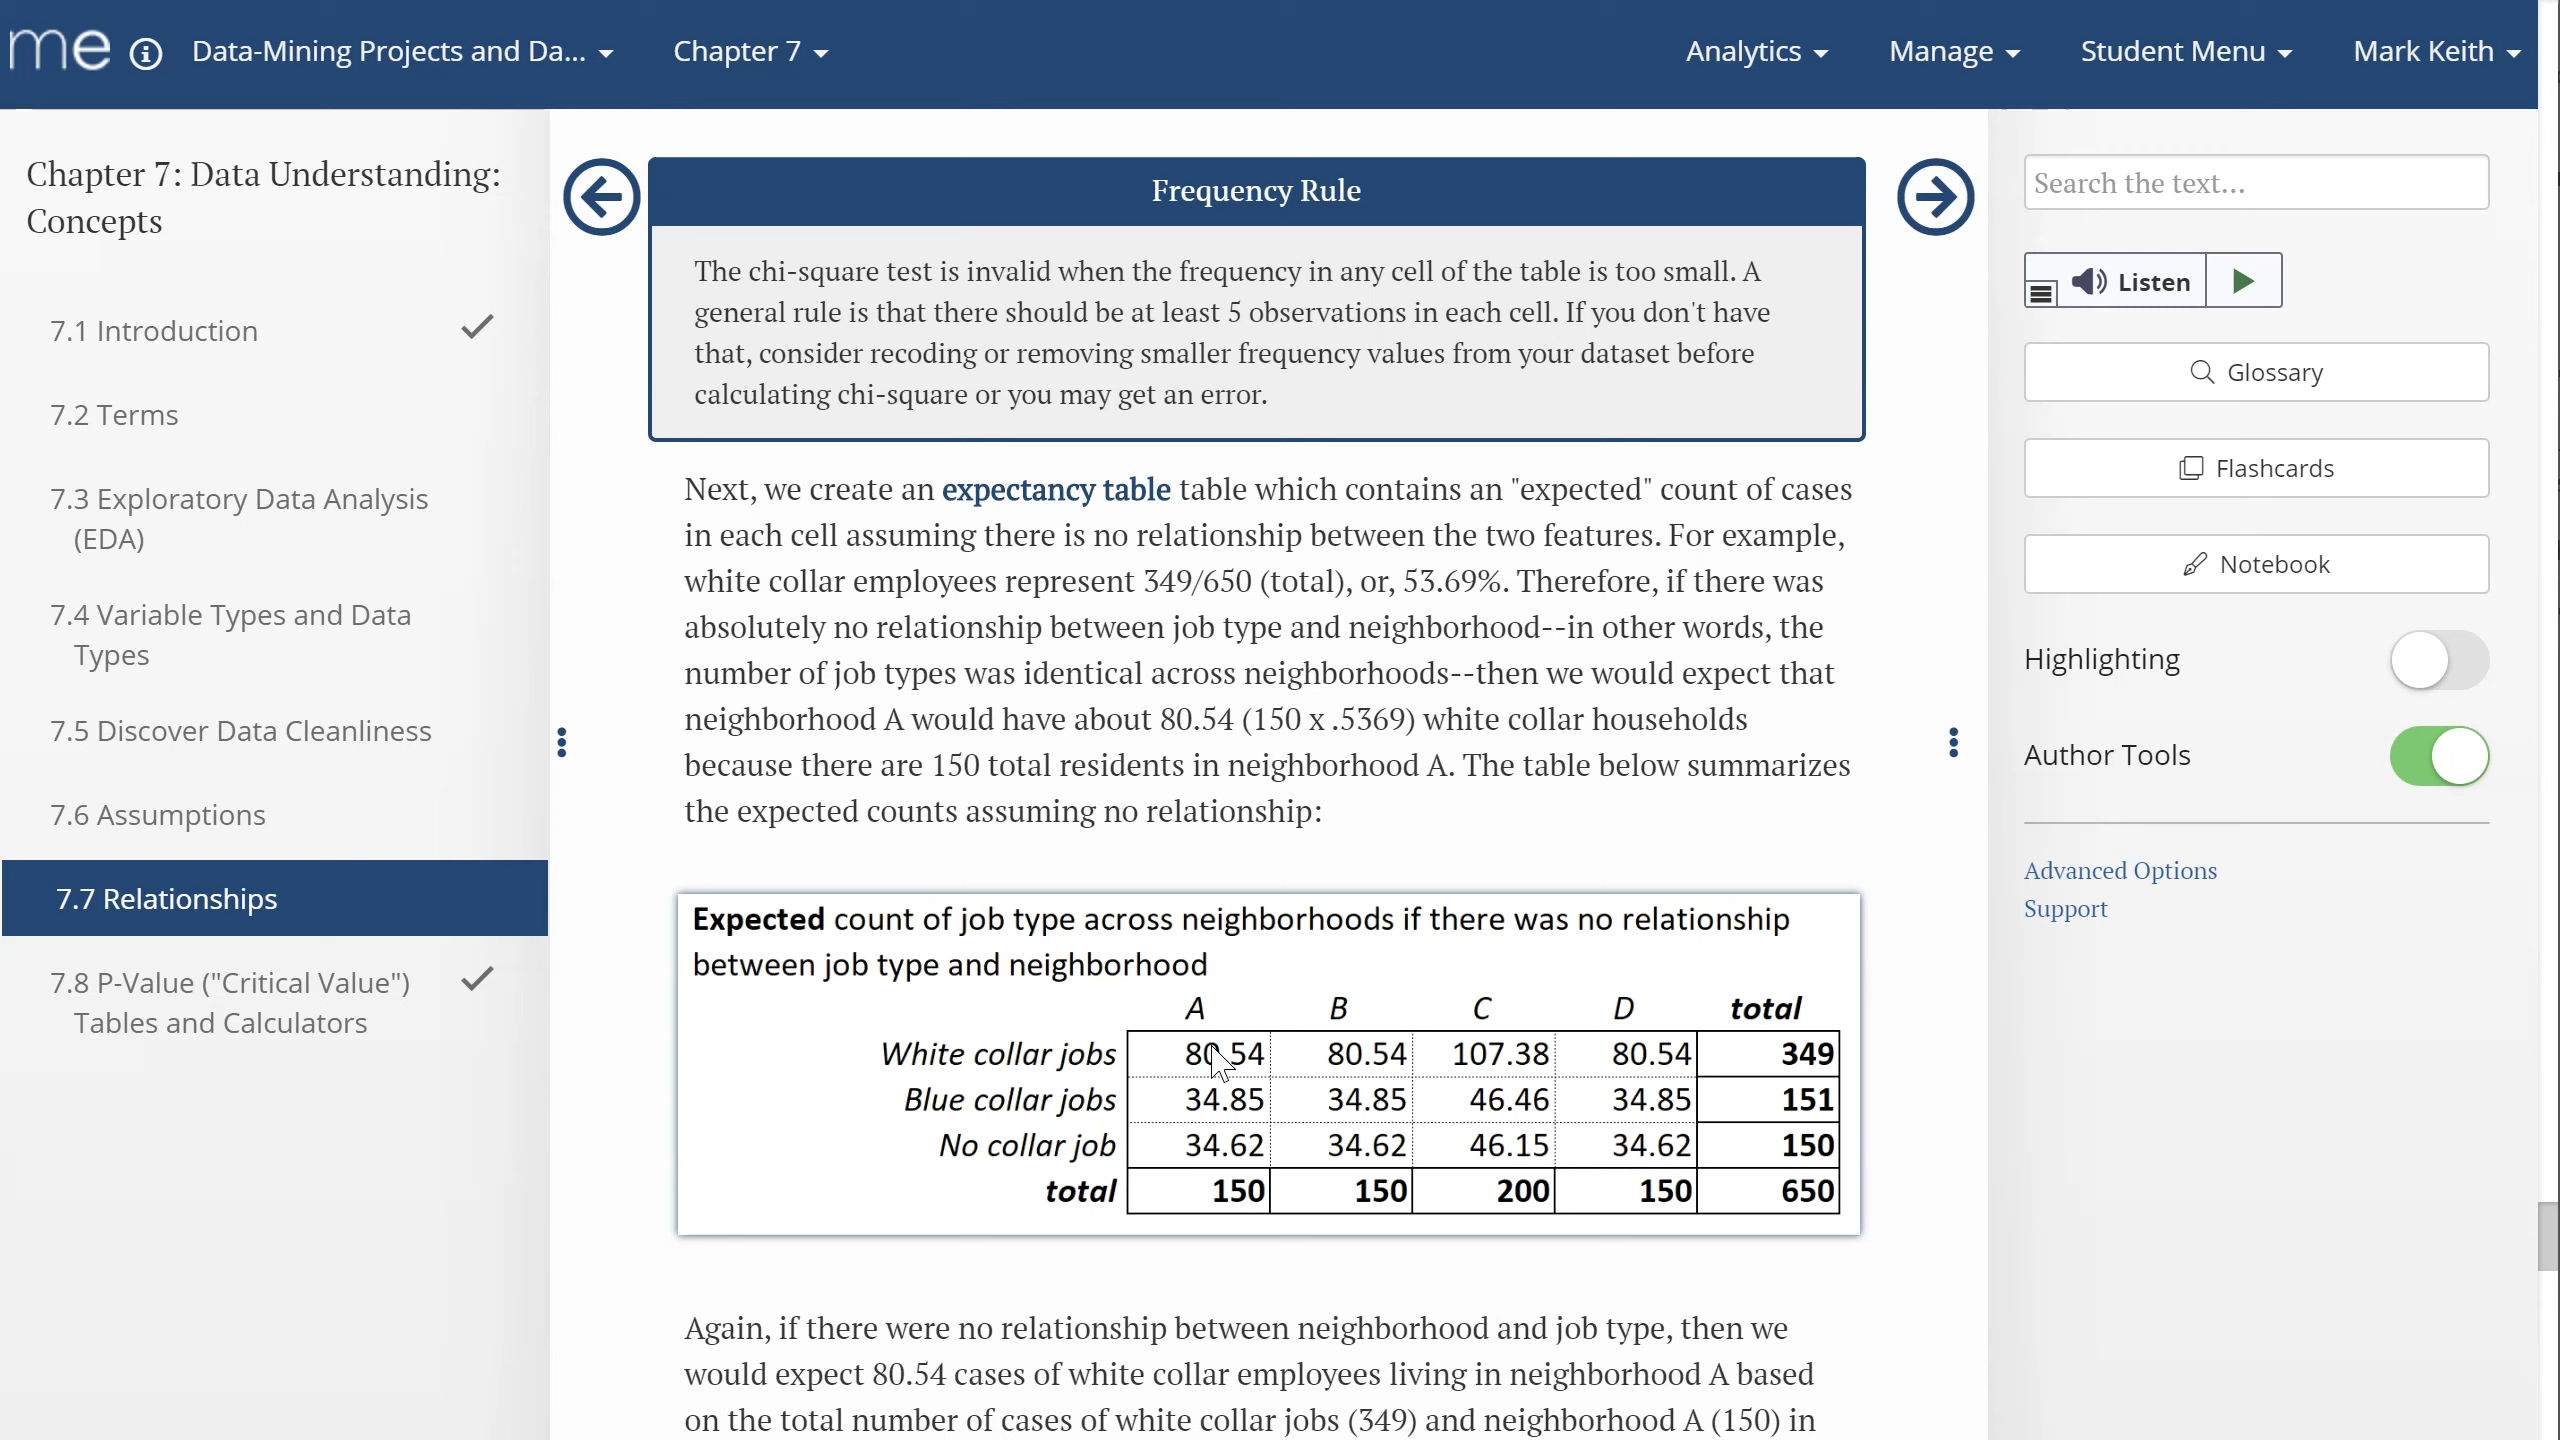 me Data-Mining Projects and Da... Chapter 7 Analytics Manage Student Menu Mark Keith
Chapter 7: Data Understanding:
Concepts
7.1 Introduction
7.2 Terms
7.3 Exploratory Data Analysis
(EDA)
7.4 Variable Types and Data
Types
7.5 Discover Data Cleanliness
7.6 Assumptions
7.7 Relationships
7.8 P-Value ("Critical Value")
Tables and Calculators
Frequency Rule
The chi-square test is invalid when the frequency in any cell of the table is too small. A
general rule is that there should be at least 5 observations in each cell. If you don't have
that, consider recoding or removing smaller frequency values from your dataset before
calculating chi-square or you may get an error.
Next, we create an expectancy table table which contains an "expected" count of cases
in each cell assuming there is no relationship between the two features. For example,
white collar employees represent 349/650 (total), or, 53.69%. Therefore, if there was
absolutely no relationship between job type and neighborhood--in other words, the
number of job types was identical across neighborhoods--then we would expect that
neighborhood A would have about 80.54 (150 x .5369) white collar households
because there are 150 total residents in neighborhood A. The table below summarizes
the expected counts assuming no relationship:
Expected count of job type across neighborhoods if there was no relationship
between job type and neighborhood
A B C D total
White collar jobs 80.54 80.54 107.38 80.54 349
Blue collar jobs 34.85 34.85 46.46 34.85 151
No collar job 34.62 34.62 46.15 34.62 150
total 150 150 200 150 650
Again, if there were no relationship between neighborhood and job type, then we
would expect 80.54 cases of white collar employees living in neighborhood A based
on the total number of cases of white collar jobs (349) and neighborhood A (150) in
Search the text...
Listen
Glossary
Flashcards
Notebook
Highlighting
Author Tools
Advanced Options
Support